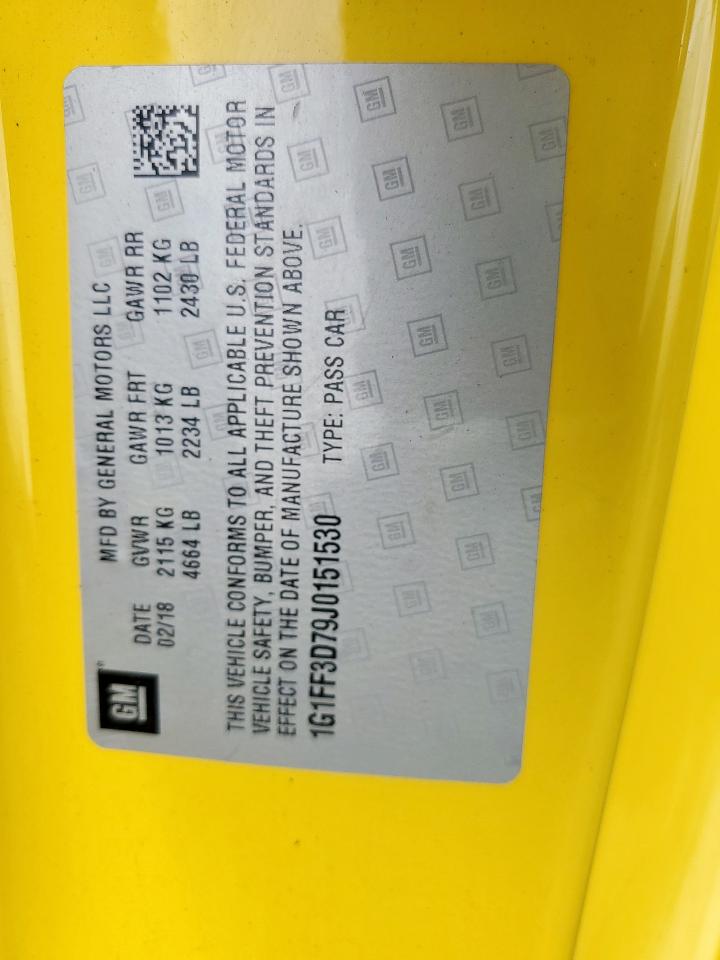 GM
MFD BY GENERAL MOTORS LLC
DATE GVWR GAWR FRT GAWR RR
02/18 2115 KG 1013 KG 1102 KG
4664 LB 2234 LB 2430 LB
THIS VEHICLE CONFORMS TO ALL APPLICABLE U.S. FEDERAL MOTOR
VEHICLE SAFETY, BUMPER, AND THEFT PREVENTION STANDARDS IN
EFFECT ON THE DATE OF MANUFACTURE SHOWN ABOVE.
1G1FF3D79J0151530 TYPE: PASS CAR